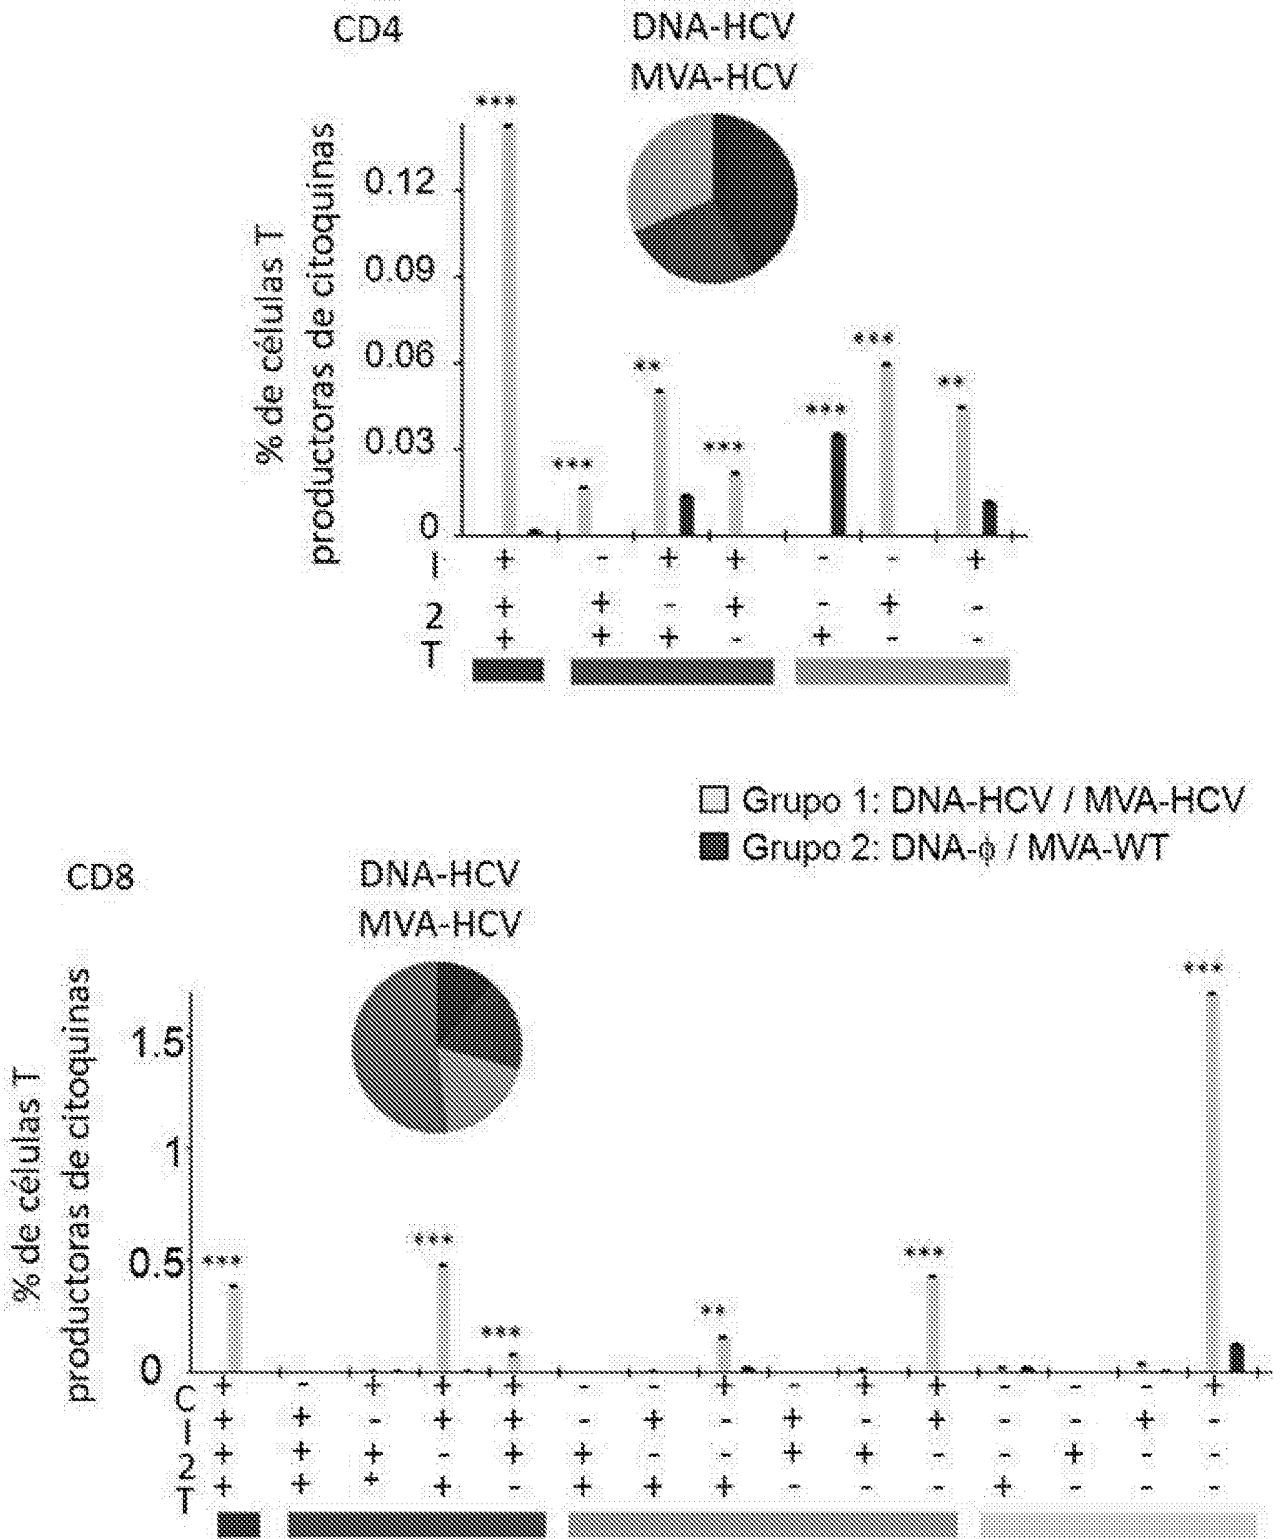 CD4
DNA-HCV
MVA-HCV
% de células T
productoras de citoquinas
0.12
0.09
0.06
0.03
0
***
***
**
***
***
***
**
I + - + + - - +
2 + + - + - + -
T + + + - + - -
□ Grupo 1: DNA-HCV / MVA-HCV
■ Grupo 2: DNA-ϕ / MVA-WT
CD8
DNA-HCV
MVA-HCV
% de células T
productoras de citoquinas
1.5
1
0.5
0
***
***
***
**
***
***
C + - + + + - - + - + + - - - +
I + + - + + - + - + - + - - + -
2 + + + - + + - - + + - - + - -
T + + + + - + + + - - - + - - -